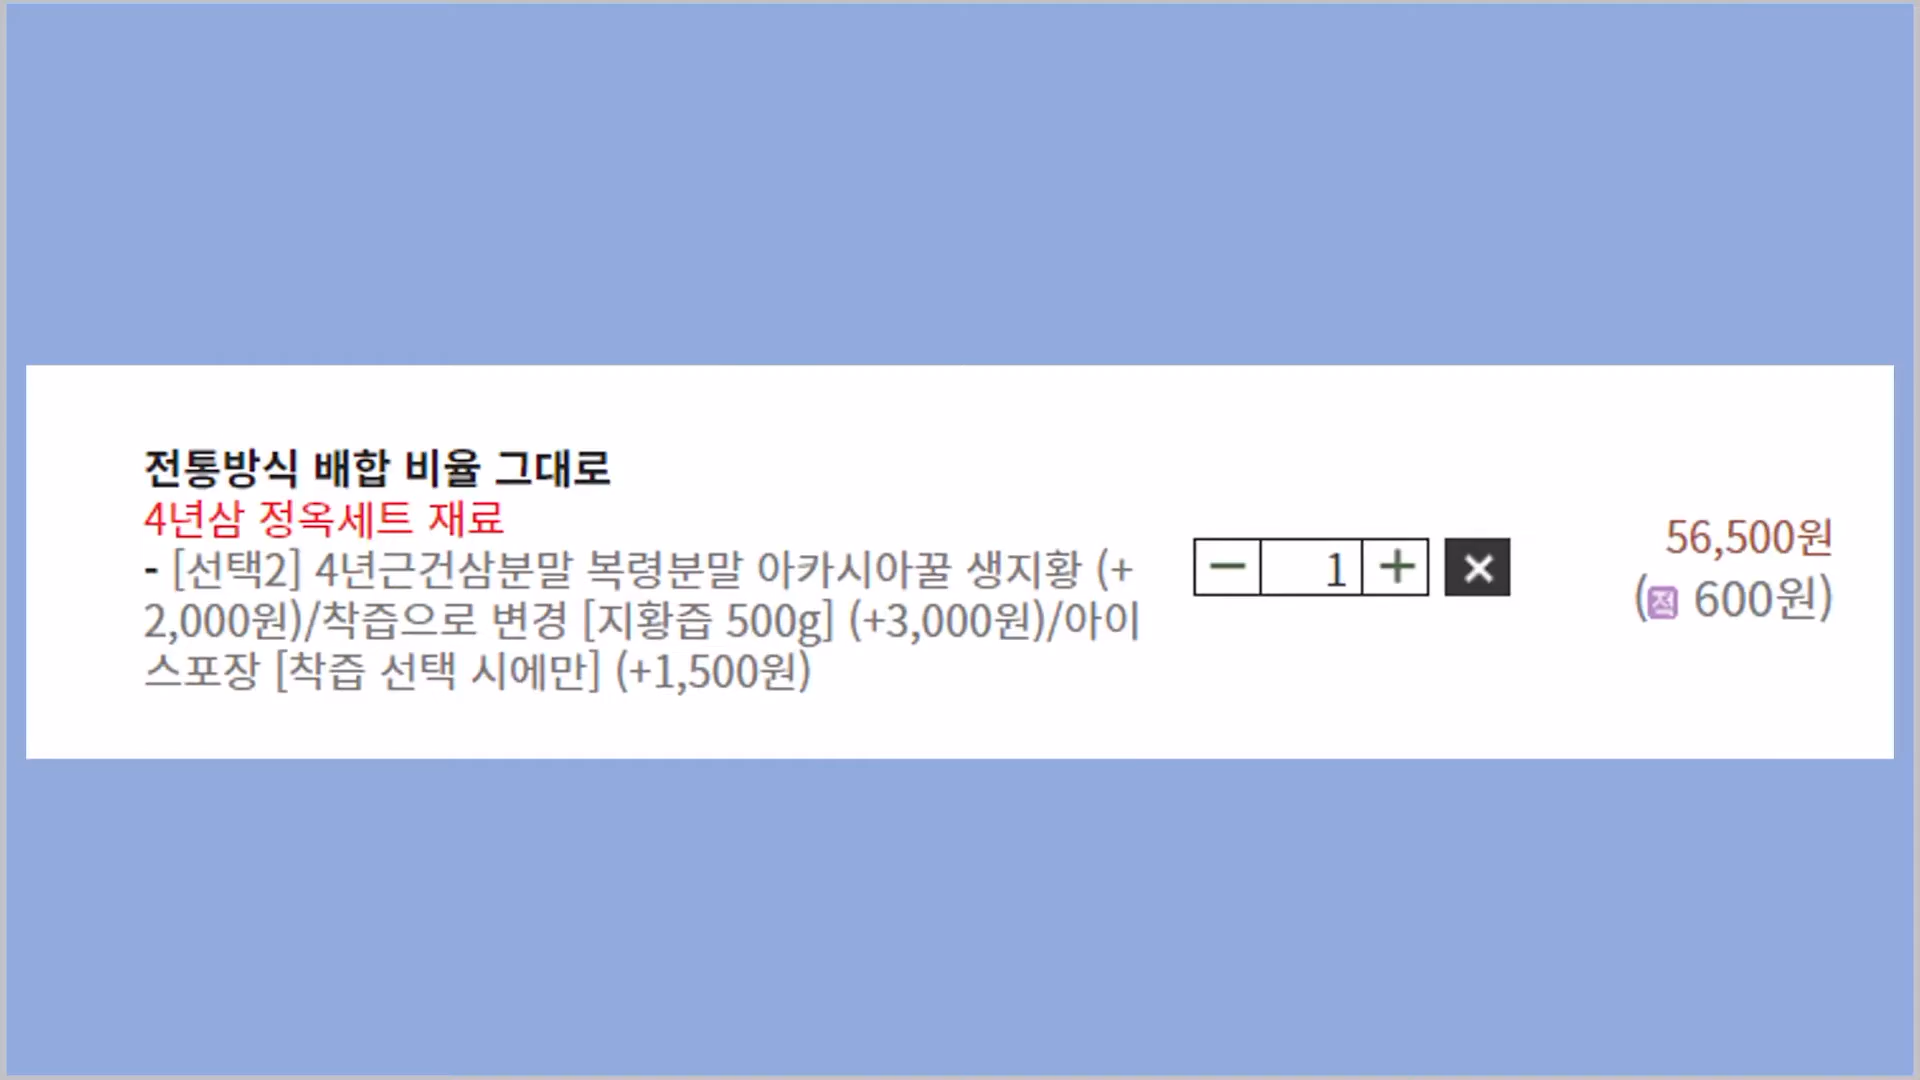 전통방식 배합 비율 그대로
4년삼 정옥세트 재료
- [선택2] 4년근건삼분말 복령분말 아카시아꿀 생지황 (+
2,000원)/착즙으로 변경 [지황즙 500g] (+3,000원)/아이
스포장 [착즙 선택 시에만] (+1,500원)
− 1 + ×
56,500원
(적 600원)